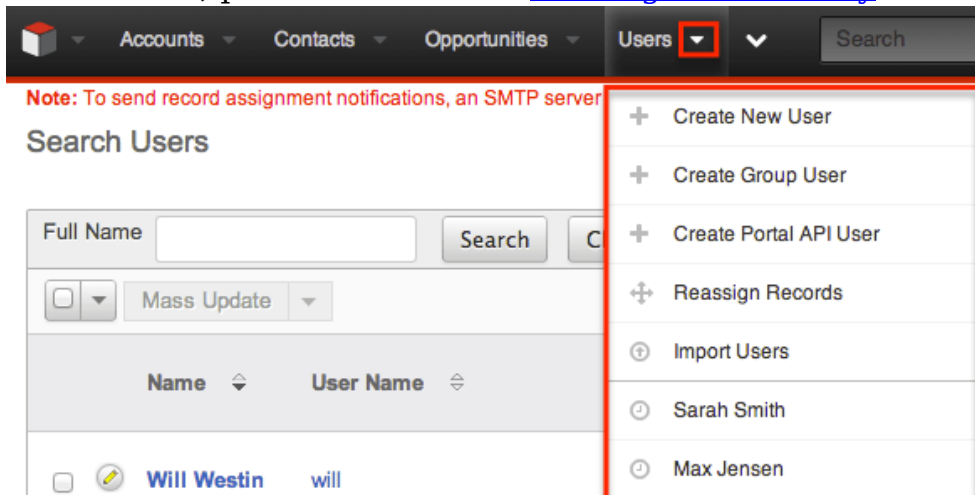 Accounts Contacts Opportunities Users Search
Note: To send record assignment notifications, an SMTP server
Search Users
Create New User
Create Group User
Create Portal API User
Reassign Records
Import Users
Sarah Smith
Max Jensen
Full Name Search
Mass Update
Name User Name
Will Westin will